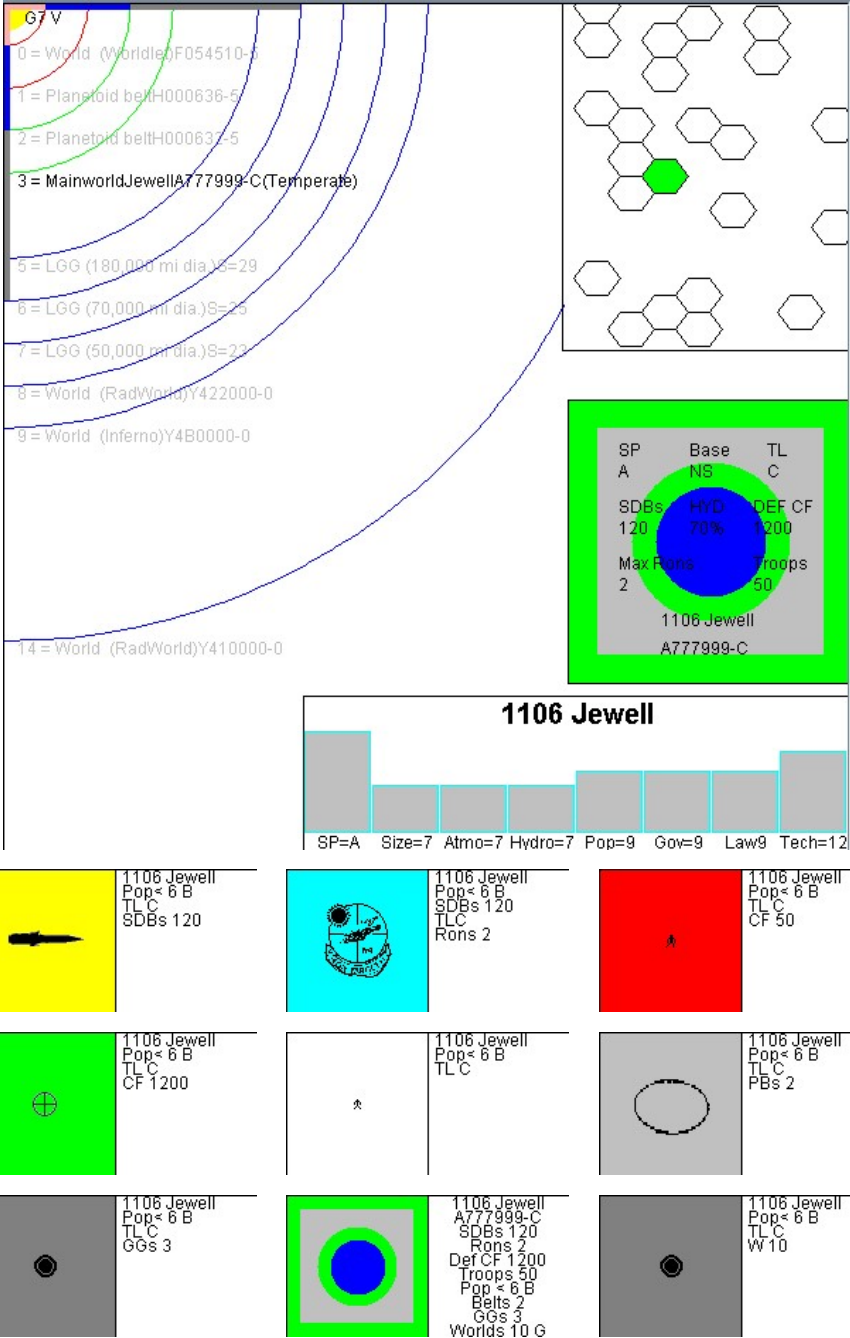 G7 V
0 = World  (Worldlet)F054510-5
1 = Planetoid beltH000636-5
2 = Planetoid beltH000632-5
3 = MainworldJewellA777999-C(Temperate)
5 = LGG (180,000 mi dia.)S=29
6 = LGG (70,000 mi dia.)S=25
7 = LGG (50,000 mi dia.)S=23
8 = World  (RadWorld)Y422000-0
9 = World  (Inferno)Y4B0000-0
14 = World  (RadWorld)Y410000-0
SP Base TL
A NS C
SDBs HYD DEF CF
120 70% 1200
Max Rons Troops
2 50
1106 Jewell
A777999-C
1106 Jewell
SP=A Size=7 Atmo=7 Hydro=7 Pop=9 Gov=9 Law9 Tech=12
1106 Jewell
Pop< 6 B
TL C
SDBs 120
1106 Jewell
Pop< 6 B
SDBs 120
TLC
Rons 2
1106 Jewell
Pop< 6 B
TL C
CF 50
1106 Jewell
Pop< 6 B
TL C
CF 1200
1106 Jewell
Pop< 6 B
TL C
1106 Jewell
Pop< 6 B
TL C
PBs 2
1106 Jewell
Pop< 6 B
TL C
GGs 3
1106 Jewell
A777999-C
SDBs 120
Rons 2
Def CF 1200
Troops 50
Pop < 6 B
Belts 2
GGs 3
Worlds 10 G
1106 Jewell
Pop< 6 B
TL C
W 10